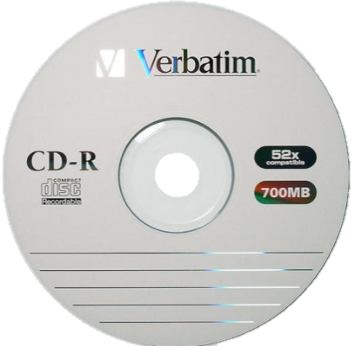 Verbatim
CD-R
COMPACT
disc
Recordable
52x
compatible
700MB